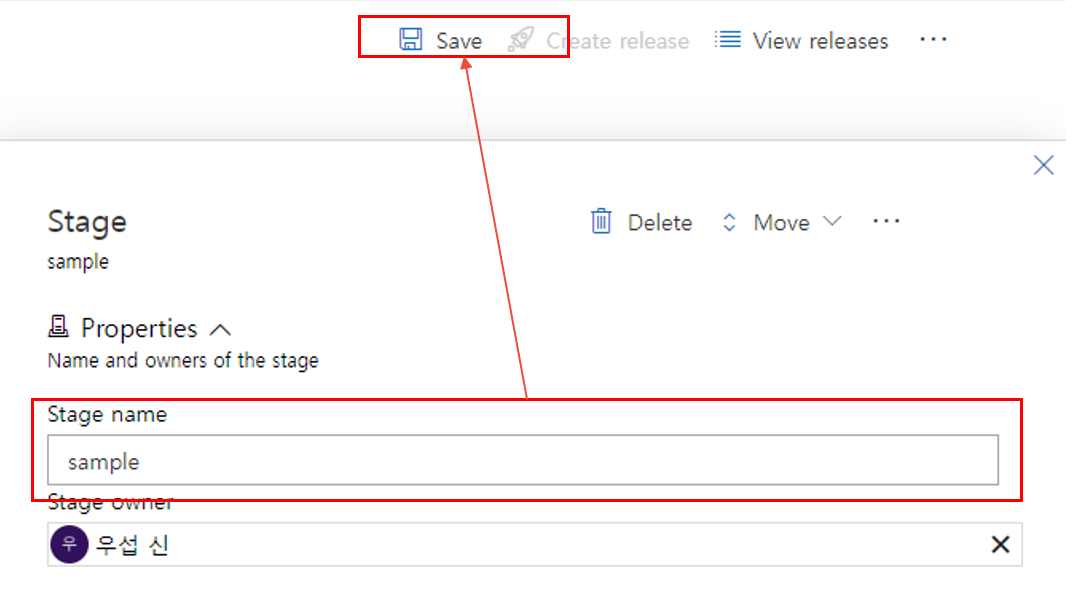 Save Create release View releases ...
Stage Delete Move ...
sample
Properties
Name and owners of the stage
Stage name
sample
Stage owner
우 우섭 신